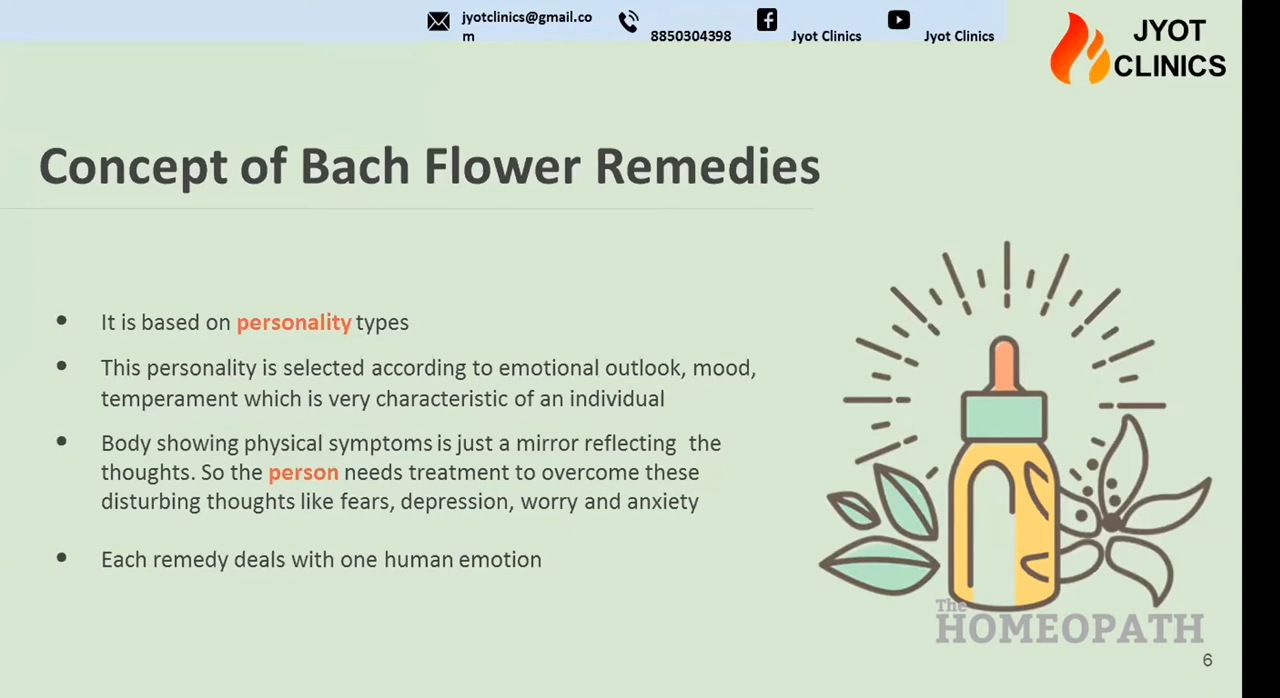 jyotclinics@gmail.co
m
8850304398
Jyot Clinics
Jyot Clinics
JYOT
CLINICS
Concept of Bach Flower Remedies
• It is based on personality types
• This personality is selected according to emotional outlook, mood,
temperament which is very characteristic of an individual
• Body showing physical symptoms is just a mirror reflecting the
thoughts. So the person needs treatment to overcome these
disturbing thoughts like fears, depression, worry and anxiety
• Each remedy deals with one human emotion
The
HOMEOPATH
6